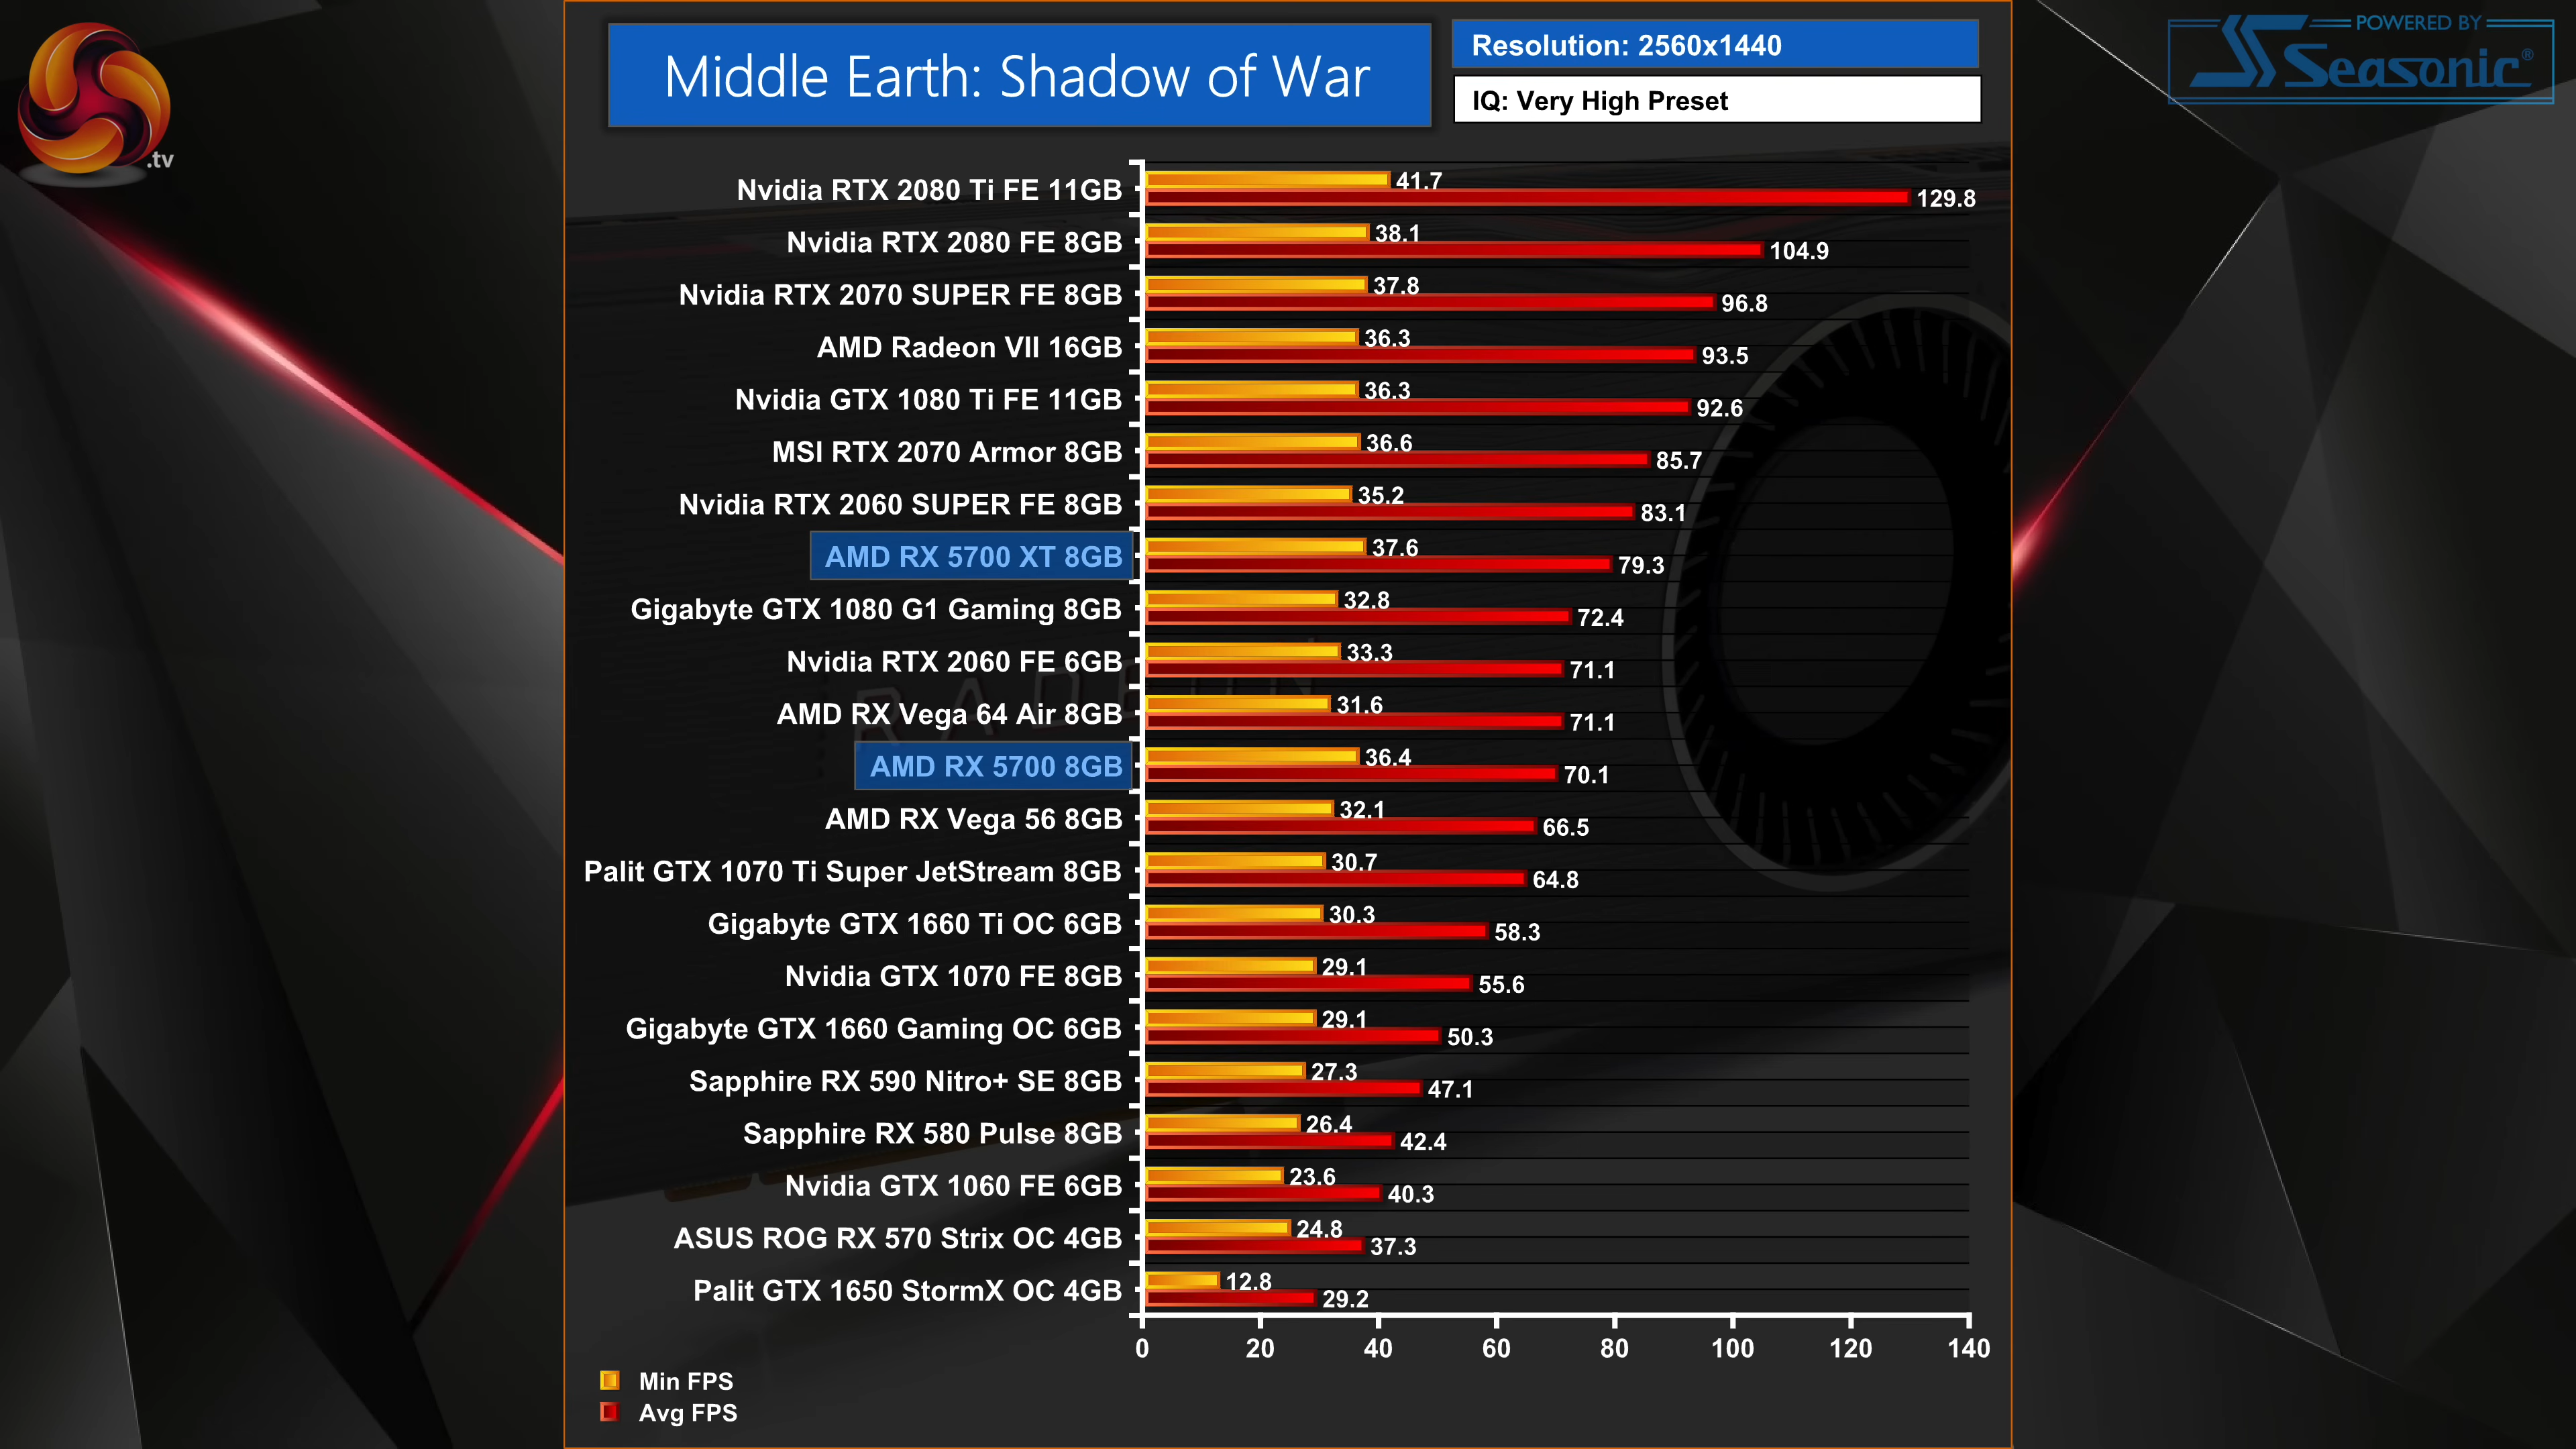 .tv
Middle Earth: Shadow of War
Resolution: 2560x1440
IQ: Very High Preset
POWERED BY
Seasonic®
Nvidia RTX 2080 Ti FE 11GB 41.7 129.8
Nvidia RTX 2080 FE 8GB 38.1 104.9
Nvidia RTX 2070 SUPER FE 8GB 37.8 96.8
AMD Radeon VII 16GB 36.3 93.5
Nvidia GTX 1080 Ti FE 11GB 36.3 92.6
MSI RTX 2070 Armor 8GB 36.6 85.7
Nvidia RTX 2060 SUPER FE 8GB 35.2 83.1
AMD RX 5700 XT 8GB 37.6 79.3
Gigabyte GTX 1080 G1 Gaming 8GB 32.8 72.4
Nvidia RTX 2060 FE 6GB 33.3 71.1
RADEON
AMD RX Vega 64 Air 8GB 31.6 71.1
AMD RX 5700 8GB 36.4 70.1
AMD RX Vega 56 8GB 32.1 66.5
Palit GTX 1070 Ti Super JetStream 8GB 30.7 64.8
Gigabyte GTX 1660 Ti OC 6GB 30.3 58.3
Nvidia GTX 1070 FE 8GB 29.1 55.6
Gigabyte GTX 1660 Gaming OC 6GB 29.1 50.3
Sapphire RX 590 Nitro+ SE 8GB 27.3 47.1
Sapphire RX 580 Pulse 8GB 26.4 42.4
Nvidia GTX 1060 FE 6GB 23.6 40.3
ASUS ROG RX 570 Strix OC 4GB 24.8 37.3
Palit GTX 1650 StormX OC 4GB 12.8 29.2
0 20 40 60 80 100 120 140
Min FPS
Avg FPS